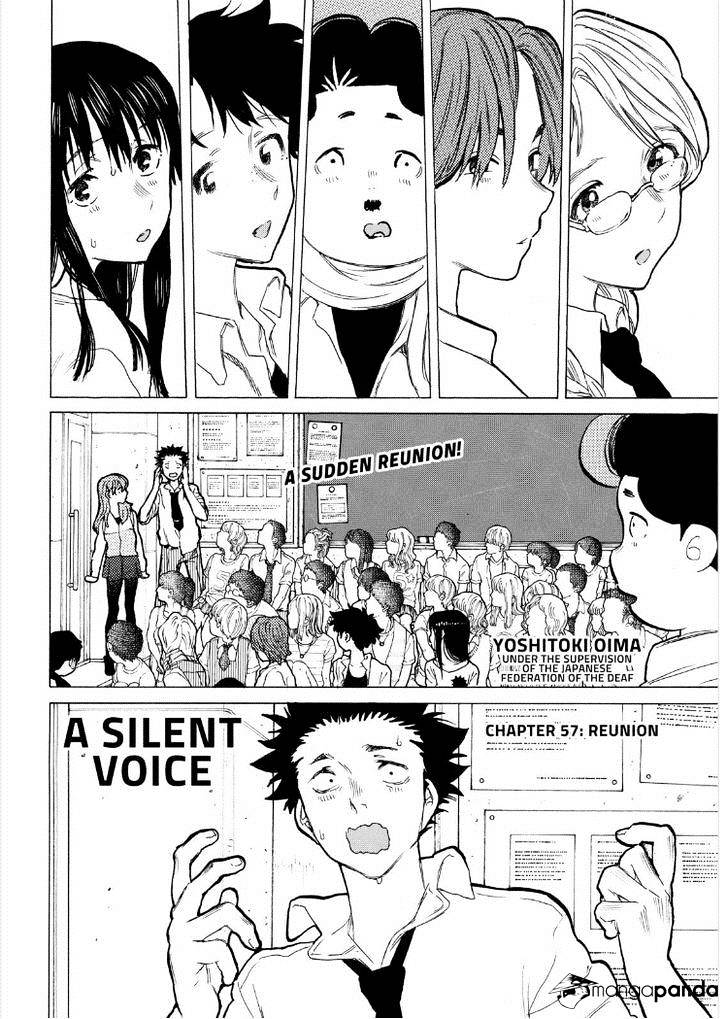 A SUDDEN REUNION!
YOSHITOKI OIMA
UNDER THE SUPERVISION
OF THE JAPANESE
FEDERATION OF THE DEAF
A SILENT
VOICE
CHAPTER 57: REUNION
mangapanda